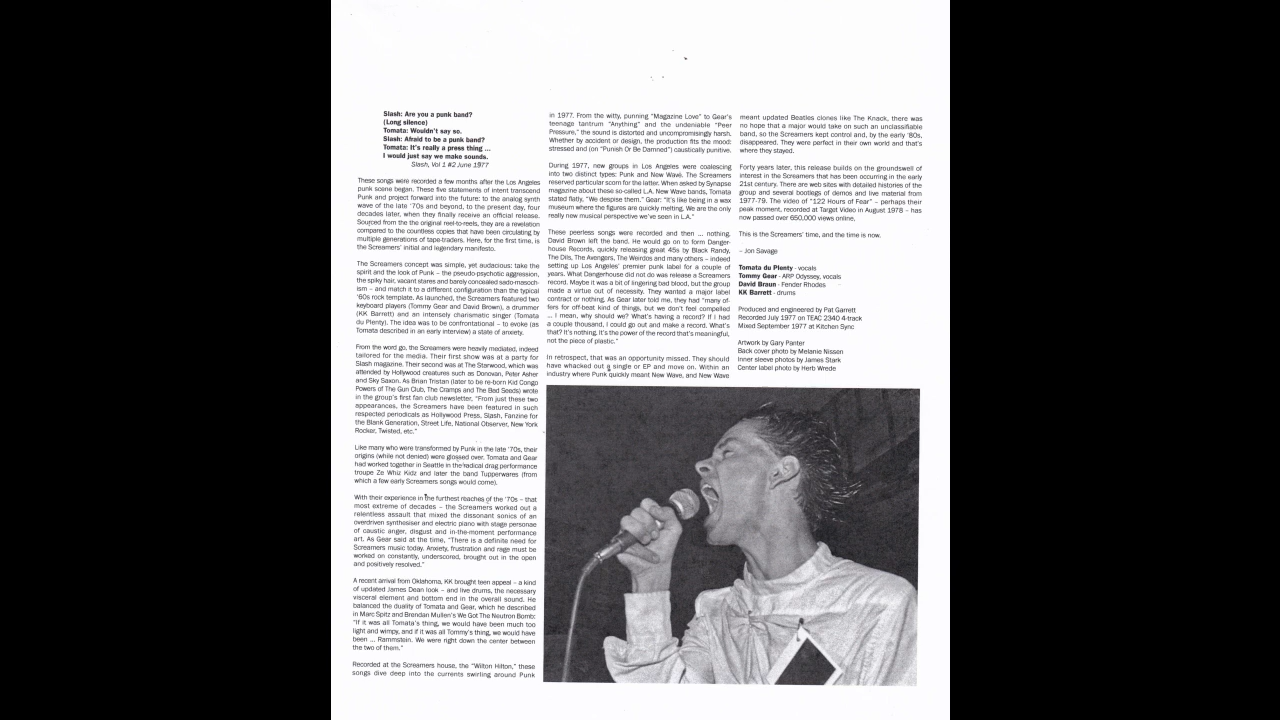 Slash: Are you a punk band?
(Long silence)
Tomata: Wouldn't say so.
Slash: Afraid to be a punk band?
Tomata: It's really a press thing ...
I would just say we make sounds.
Slash, Vol 1 #2 June 1977
These songs were recorded a few months after the Los Angeles
punk scene began. These five statements of intent transcend
Punk and project forward into the future: to the analog synth
wave of the late '70s and beyond, to the present day, four
decades later, when they finally receive an official release.
Sourced from the original reel-to-reels, they are a revelation
compared to the countless copies that have been circulating by
multiple generations of tape-traders. Here, for the first time, is
the Screamers' initial and legendary manifesto.
The Screamers concept was simple, yet audacious: take the
spirit and the look of Punk – the pseudo-psychotic aggression,
the spiky hair, vacant stares and barely concealed sado-masoch-
ism – and match it to a different configuration than the typical
'60s rock template. As launched, the Screamers featured two
keyboard players (Tommy Gear and David Brown), a drummer
(KK Barrett) and an intensely charismatic singer (Tomata
du Plenty). The idea was to be confrontational – to evoke (as
Tomata described in an early interview) a state of anxiety.
From the word go, the Screamers were heavily mediated, indeed
tailored for the media. Their first show was at a party for
Slash magazine. Their second was at The Starwood, which was
attended by Hollywood creatures such as Donovan, Peter Asher
and Sky Saxon. As Brian Tristan (later to be re-born Kid Congo
Powers of The Gun Club, The Cramps and The Bad Seeds) wrote
in the group's first fan club newsletter, "From just these two
appearances, the Screamers have been featured in such
respected periodicals as Hollywood Press, Slash, Fanzine for
the Blank Generation, Street Life, National Observer, New York
Rocker, Twisted, etc."
Like many who were transformed by Punk in the late '70s, their
origins (while not denied) were glossed over. Tomata and Gear
had worked together in Seattle in the radical drag performance
troupe Ze Whiz Kidz and later the band Tupperwares (from
which a few early Screamers songs would come).
With their experience in the furthest reaches of the '70s – that
most extreme of decades – the Screamers worked out a
relentless assault that mixed the dissonant sonics of an
overdriven synthesiser and electric piano with stage personae
of caustic anger, disgust and in-the-moment performance
art. As Gear said at the time, "There is a definite need for
Screamers music today. Anxiety, frustration and rage must be
worked on constantly, underscored, brought out in the open
and positively resolved."
A recent arrival from Oklahoma, KK brought teen appeal – a kind
of updated James Dean look – and live drums, the necessary
visceral element and bottom end in the overall sound. He
balanced the duality of Tomata and Gear, which he described
in Marc Spitz and Brendan Mullen's We Got The Neutron Bomb:
"If it was all Tomata's thing, we would have been much too
light and wimpy, and if it was all Tommy's thing, we would have
been ... Rammstein. We were right down the center between
the two of them."
Recorded at the Screamers house, the "Wilton Hilton," these
songs dive deep into the currents swirling around Punk
in 1977. From the witty, punning "Magazine Love" to Gear's
teenage tantrum "Anything" and the undeniable "Peer
Pressure," the sound is distorted and uncompromisingly harsh.
Whether by accident or design, the production fits the mood:
stressed and (on "Punish Or Be Damned") caustically punitive.
During 1977, new groups in Los Angeles were coalescing
into two distinct types: Punk and New Wave. The Screamers
reserved particular scorn for the latter. When asked by Synapse
magazine about these so-called L.A. New Wave bands, Tomata
stated flatly, "We despise them." Gear: "It's like being in a wax
museum where the figures are quickly melting. We are the only
really new musical perspective we've seen in L.A."
These peerless songs were recorded and then ... nothing.
David Brown left the band. He would go on to form Danger-
house Records, quickly releasing great 45s by Black Randy,
The Dils, The Avengers, The Weirdos and many others – indeed
setting up Los Angeles' premier punk label for a couple of
years. What Dangerhouse did not do was release a Screamers
record. Maybe it was a bit of lingering bad blood, but the group
made a virtue out of necessity. They wanted a major label
contract or nothing. As Gear later told me, they had "many of-
fers for off-beat kind of things, but we don't feel compelled
... I mean, why should we? What's having a record? If I had
a couple thousand, I could go out and make a record. What's
that? It's nothing. It's the power of the record that's meaningful,
not the piece of plastic."
In retrospect, that was an opportunity missed. They should
have whacked out a single or EP and move on. Within an
industry where Punk quickly meant New Wave, and New Wave
meant updated Beatles clones like The Knack, there was
no hope that a major would take on such an unclassifiable
band, so the Screamers kept control and, by the early '80s,
disappeared. They were perfect in their own world and that's
where they stayed.
Forty years later, this release builds on the groundswell of
interest in the Screamers that has been occurring in the early
21st century. There are web sites with detailed histories of the
group and several bootlegs of demos and live material from
1977-79. The video of "122 Hours of Fear" – perhaps their
peak moment, recorded at Target Video in August 1978 – has
now passed over 650,000 views online.
This is the Screamers' time, and the time is now.
– Jon Savage
Tomata du Plenty - vocals
Tommy Gear - ARP Odyssey, vocals
David Braun - Fender Rhodes
KK Barrett - drums
Produced and engineered by Pat Garrett
Recorded July 1977 on TEAC 2340 4-track
Mixed September 1977 at Kitchen Sync
Artwork by Gary Panter
Back cover photo by Melanie Nissen
Inner sleeve photos by James Stark
Center label photo by Herb Wrede